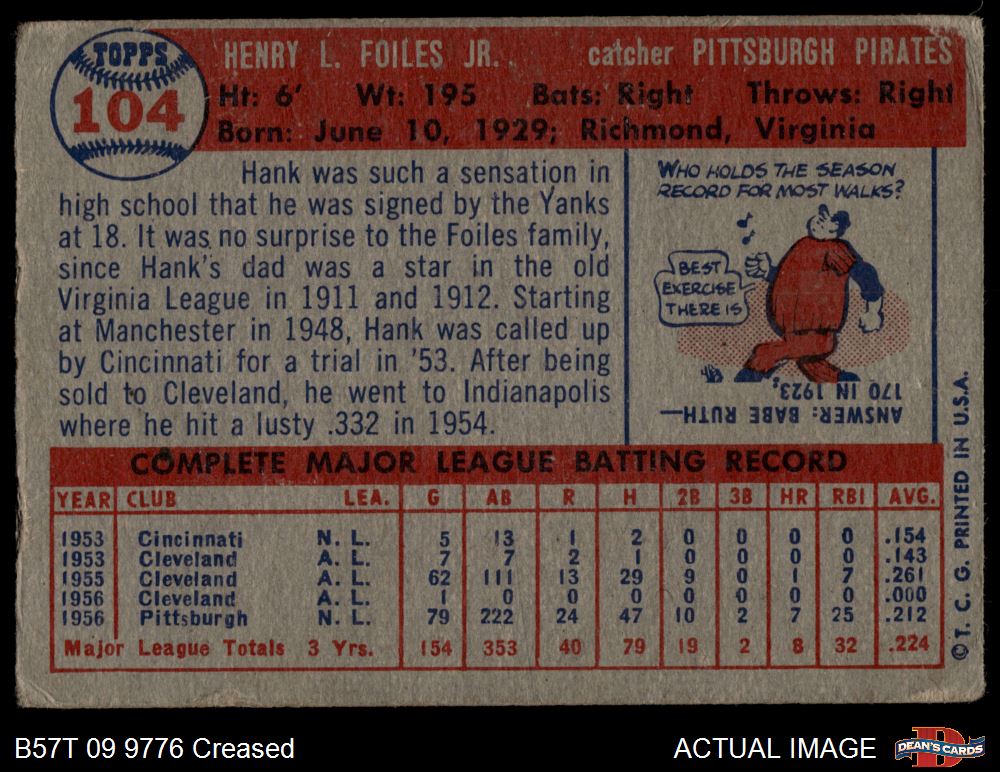 TOPPS
104
HENRY L. FOILES JR.. catcher PITTSBURGH PIRATES
Ht: 6' Wt: 195 Bats: Right Throws: Right
Born: June 10, 1929; Richmond, Virginia
Hank was such a sensation in
high school that he was signed by the Yanks
at 18. It was no surprise to the Foiles family,
since Hank's dad was a star in the old
Virginia League in 1911 and 1912. Starting
at Manchester in 1948, Hank was called up
by Cincinnati for a trial in '53. After being
sold to Cleveland, he went to Indianapolis
where he hit a lusty .332 in 1954.
WHO HOLDS THE SEASON
RECORD FOR MOST WALKS?
BEST
EXERCISE
THERE IS
ANSWER: BABE RUTH—
170 IN 1923.
COMPLETE MAJOR LEAGUE BATTING RECORD
YEAR CLUB LEA. G AB R H 2B 3B HR RBI AVG.
1953 Cincinnati N. L. 5 13 1 2 0 0 0 0 .154
1953 Cleveland A. L. 7 7 2 1 0 0 0 0 .143
1955 Cleveland A. L. 62 111 13 29 9 0 1 7 .261
1956 Cleveland A. L. 1 0 0 0 0 0 0 0 .000
1956 Pittsburgh N. L. 79 222 24 47 10 2 7 25 .212
Major League Totals 3 Yrs. 154 353 40 79 19 2 8 32 .224
© T. C. G. PRINTED IN U.S.A.
B57T 09 9776 Creased
ACTUAL IMAGE
DEAN'S CARDS